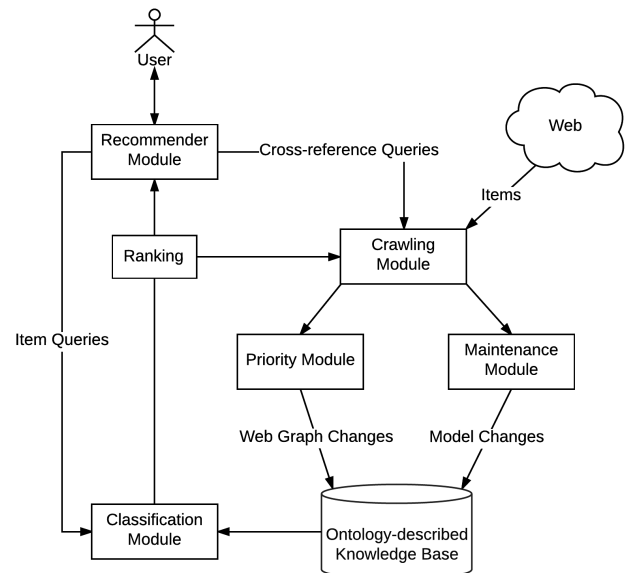 User
Recommender
Module
Cross-reference Queries
Web
Items
Ranking
Crawling
Module
Item Queries
Priority Module
Maintenance
Module
Web Graph Changes
Model Changes
Classification
Module
Ontology-described
Knowledge Base